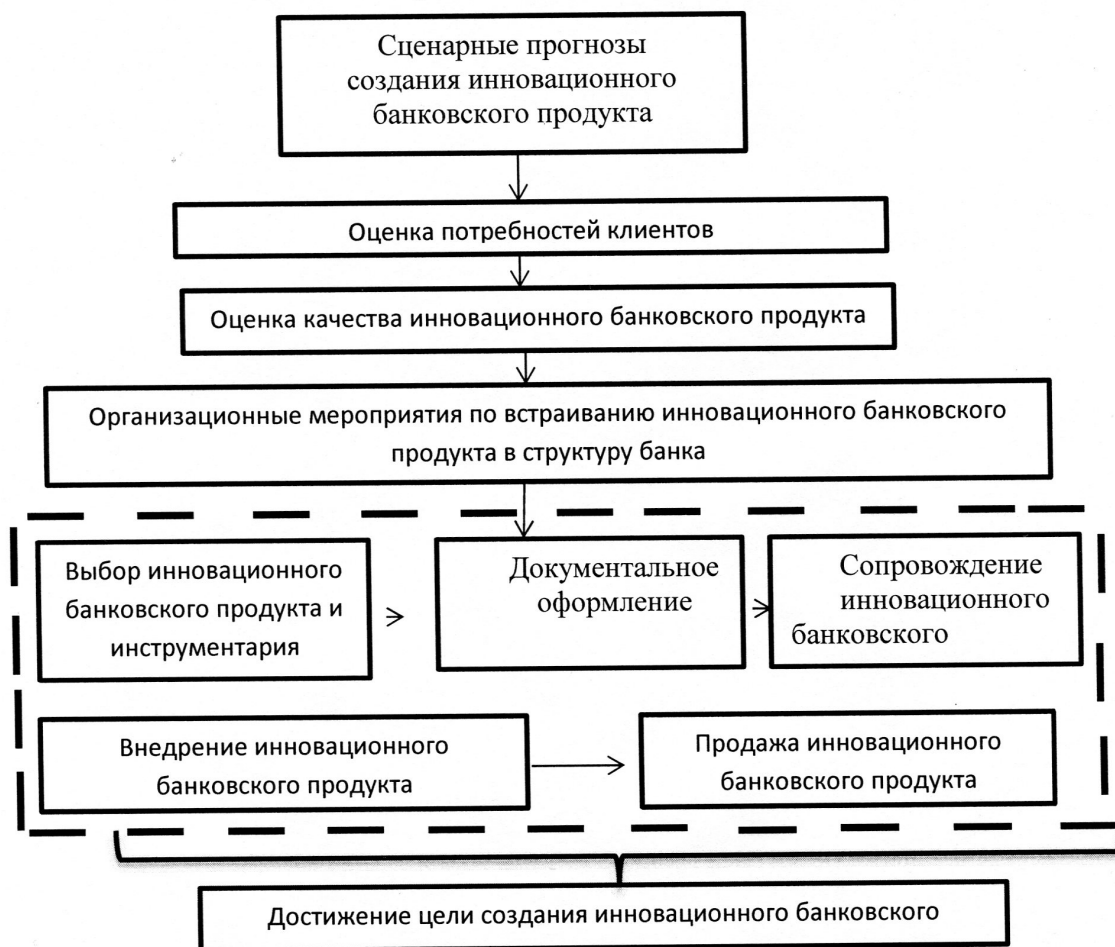 Сценарные прогнозы
создания инновационного
банковского продукта
Оценка потребностей клиентов
Оценка качества инновационного банковского продукта
Организационные мероприятия по встраиванию инновационного банковского
продукта в структуру банка
Выбор инновационного
банковского продукта и
инструментария
Документальное
оформление
Сопровождение
инновационного
банковского
Внедрение инновационного
банковского продукта
Продажа инновационного
банковского продукта
Достижение цели создания инновационного банковского